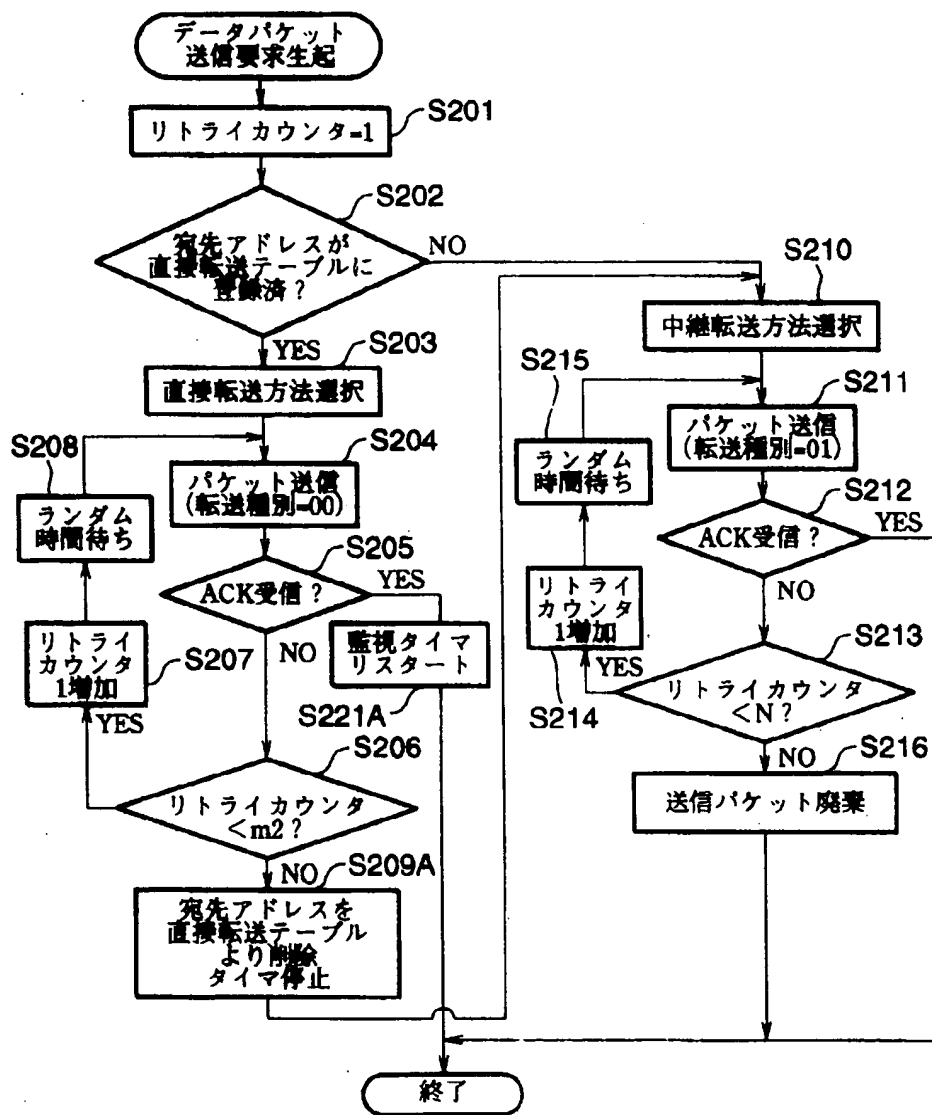 データパケット
送信要求生起
S201
リトライカウンタ=1
S202
宛先アドレスが
直接転送テーブルに
登録済？
NO
YES
S203
直接転送方法選択
S204
パケット送信
(転送種別=00)
S208
ランダム
時間待ち
S205
ACK受信？
YES
NO
監視タイマ
リスタート
S221A
リトライ
カウンタ
1増加
S207
YES
S206
リトライカウンタ
＜m2？
NO
S209A
宛先アドレスを
直接転送テーブル
より削除
タイマ停止
S210
中継転送方法選択
S211
パケット送信
(転送種別=01)
S215
ランダム
時間待ち
S212
ACK受信？
YES
NO
リトライ
カウンタ
1増加
S214
YES
S213
リトライカウンタ
＜N？
NO
S216
送信パケット廃棄
終了